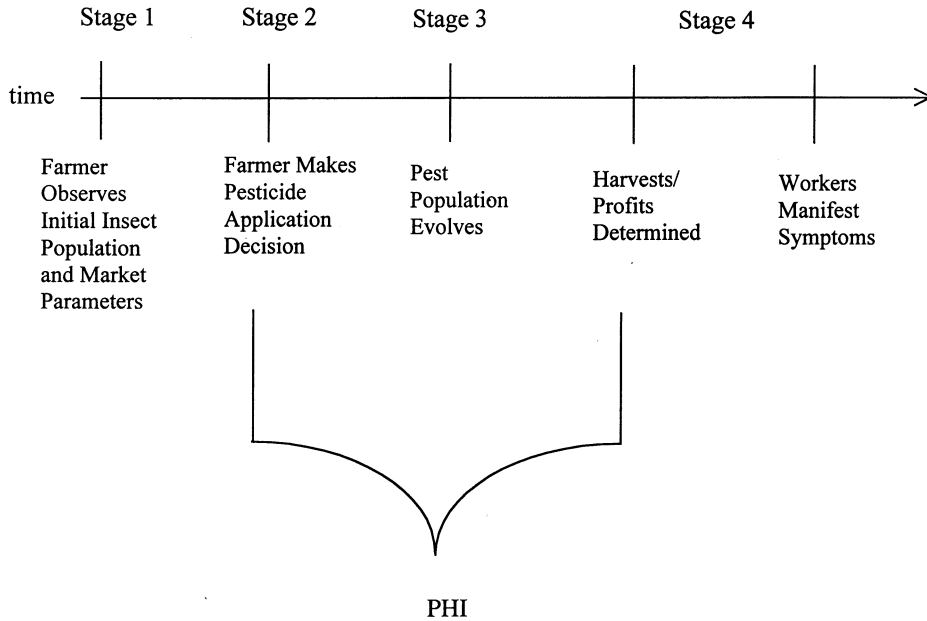 Stage 1
Stage 2
Stage 3
Stage 4
time
Farmer
Observes
Initial Insect
Population
and Market
Parameters
Farmer Makes
Pesticide
Application
Decision
Pest
Population
Evolves
Harvests/
Profits
Determined
Workers
Manifest
Symptoms
PHI